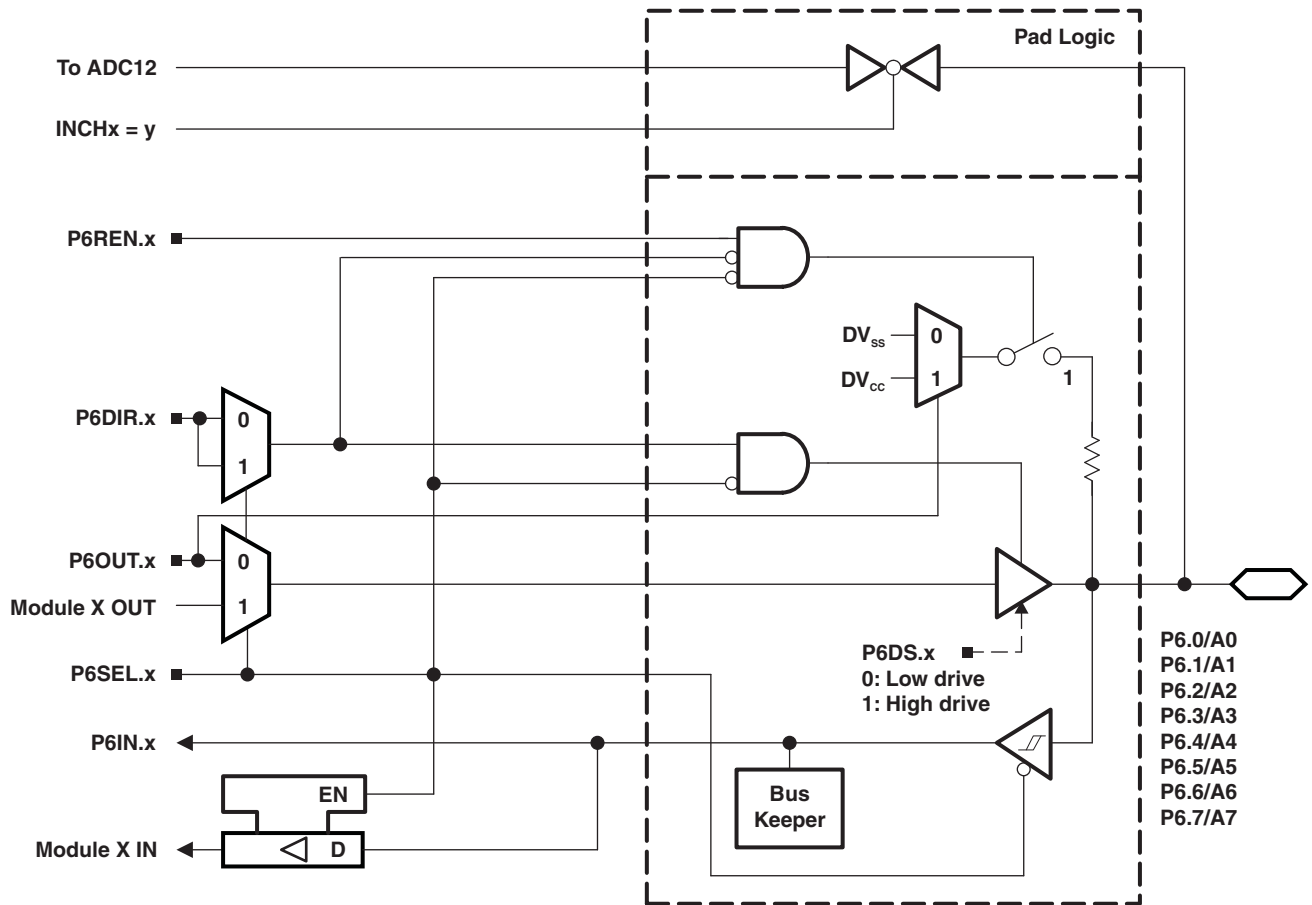 Pad Logic
To ADC12
INCHx = y
P6REN.x
DVSS
0
DVCC
1
1
P6DIR.x
0
1
P6OUT.x
0
Module X OUT
1
P6DS.x
0: Low drive
1: High drive
P6SEL.x
P6IN.x
EN
Bus
Keeper
Module X IN
D
P6.0/A0
P6.1/A1
P6.2/A2
P6.3/A3
P6.4/A4
P6.5/A5
P6.6/A6
P6.7/A7